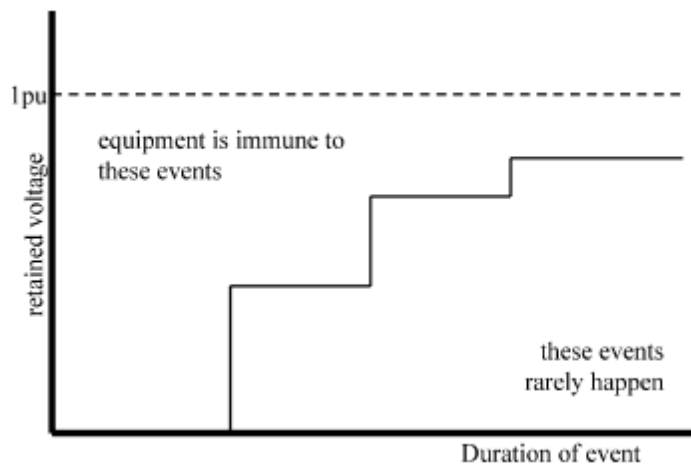 1pu
equipment is immune to
these events
retained voltage
these events
rarely happen
Duration of event